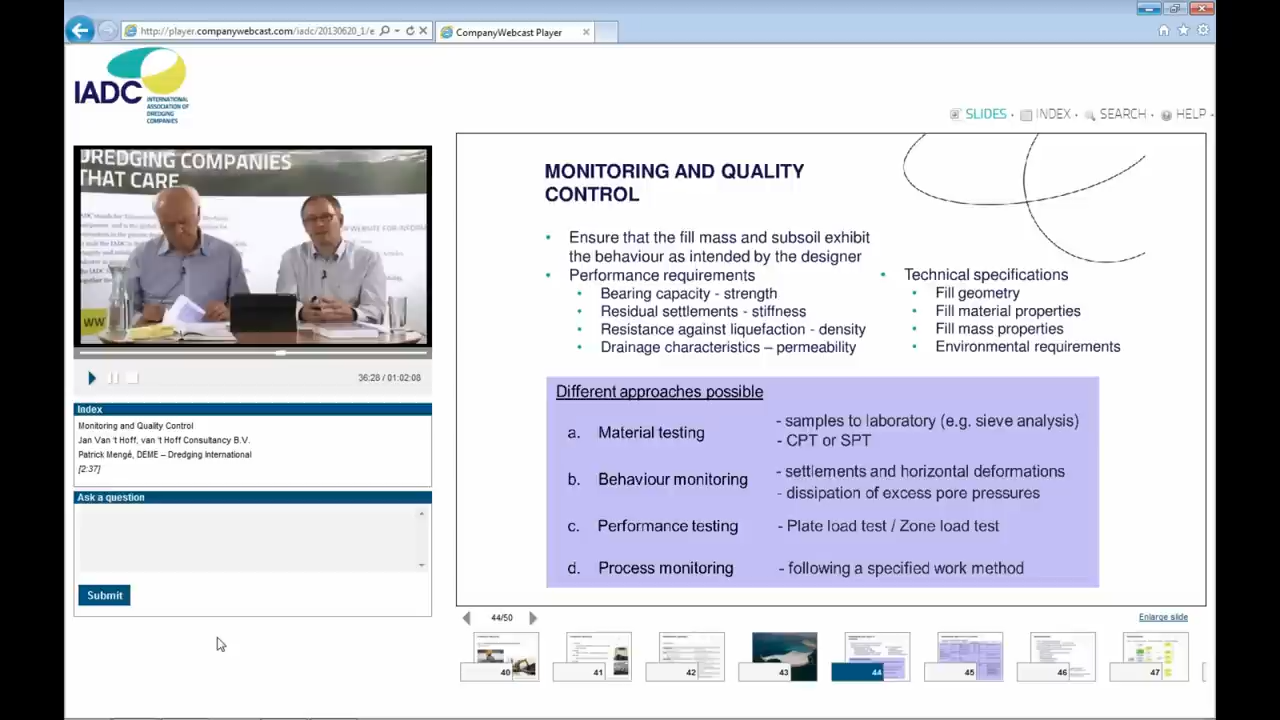 http://player.companywebcast.com/iadc/20130620_1/e
CompanyWebcast Player
IADC
INTERNATIONAL
ASSOCIATION OF
DREDGING
COMPANIES
SLIDES
INDEX
SEARCH
HELP
DREDGING COMPANIES
THAT CARE
WWW
36:28 / 01:02:08
Index
Monitoring and Quality Control
Jan Van 't Hoff, van 't Hoff Consultancy B.V.
Patrick Mengé, DEME – Dredging International
[2:37]
Ask a question
Submit
MONITORING AND QUALITY
CONTROL
• Ensure that the fill mass and subsoil exhibit
the behaviour as intended by the designer
• Performance requirements
• Bearing capacity - strength
• Residual settlements - stiffness
• Resistance against liquefaction - density
• Drainage characteristics – permeability
• Technical specifications
• Fill geometry
• Fill material properties
• Fill mass properties
• Environmental requirements
Different approaches possible
a. Material testing
- samples to laboratory (e.g. sieve analysis)
- CPT or SPT
b. Behaviour monitoring
- settlements and horizontal deformations
- dissipation of excess pore pressures
c. Performance testing - Plate load test / Zone load test
d. Process monitoring - following a specified work method
44/50
Enlarge slide
40
41
42
43
44
45
46
47